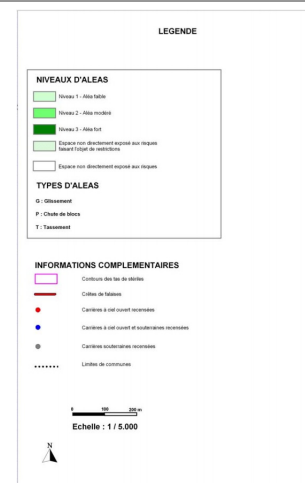 LEGENDE
NIVEAUX D'ALEAS
Niveau 1 - Aléa faible
Niveau 2 - Aléa modéré
Niveau 3 - Aléa fort
Espace non directement exposé aux risques
faisant l'objet de restrictions
Espace non directement exposé aux risques
TYPES D'ALEAS
G : Glissement
P : Chute de blocs
T : Tassement
INFORMATIONS COMPLEMENTAIRES
Contours des tas de stériles
Crêtes de falaises
Carrières à ciel ouvert recensées
Carrières à ciel ouvert et souterraines recensées
Carrières souterraines recensées
Limites de communes
0 100 200 m
Echelle : 1 / 5.000
N